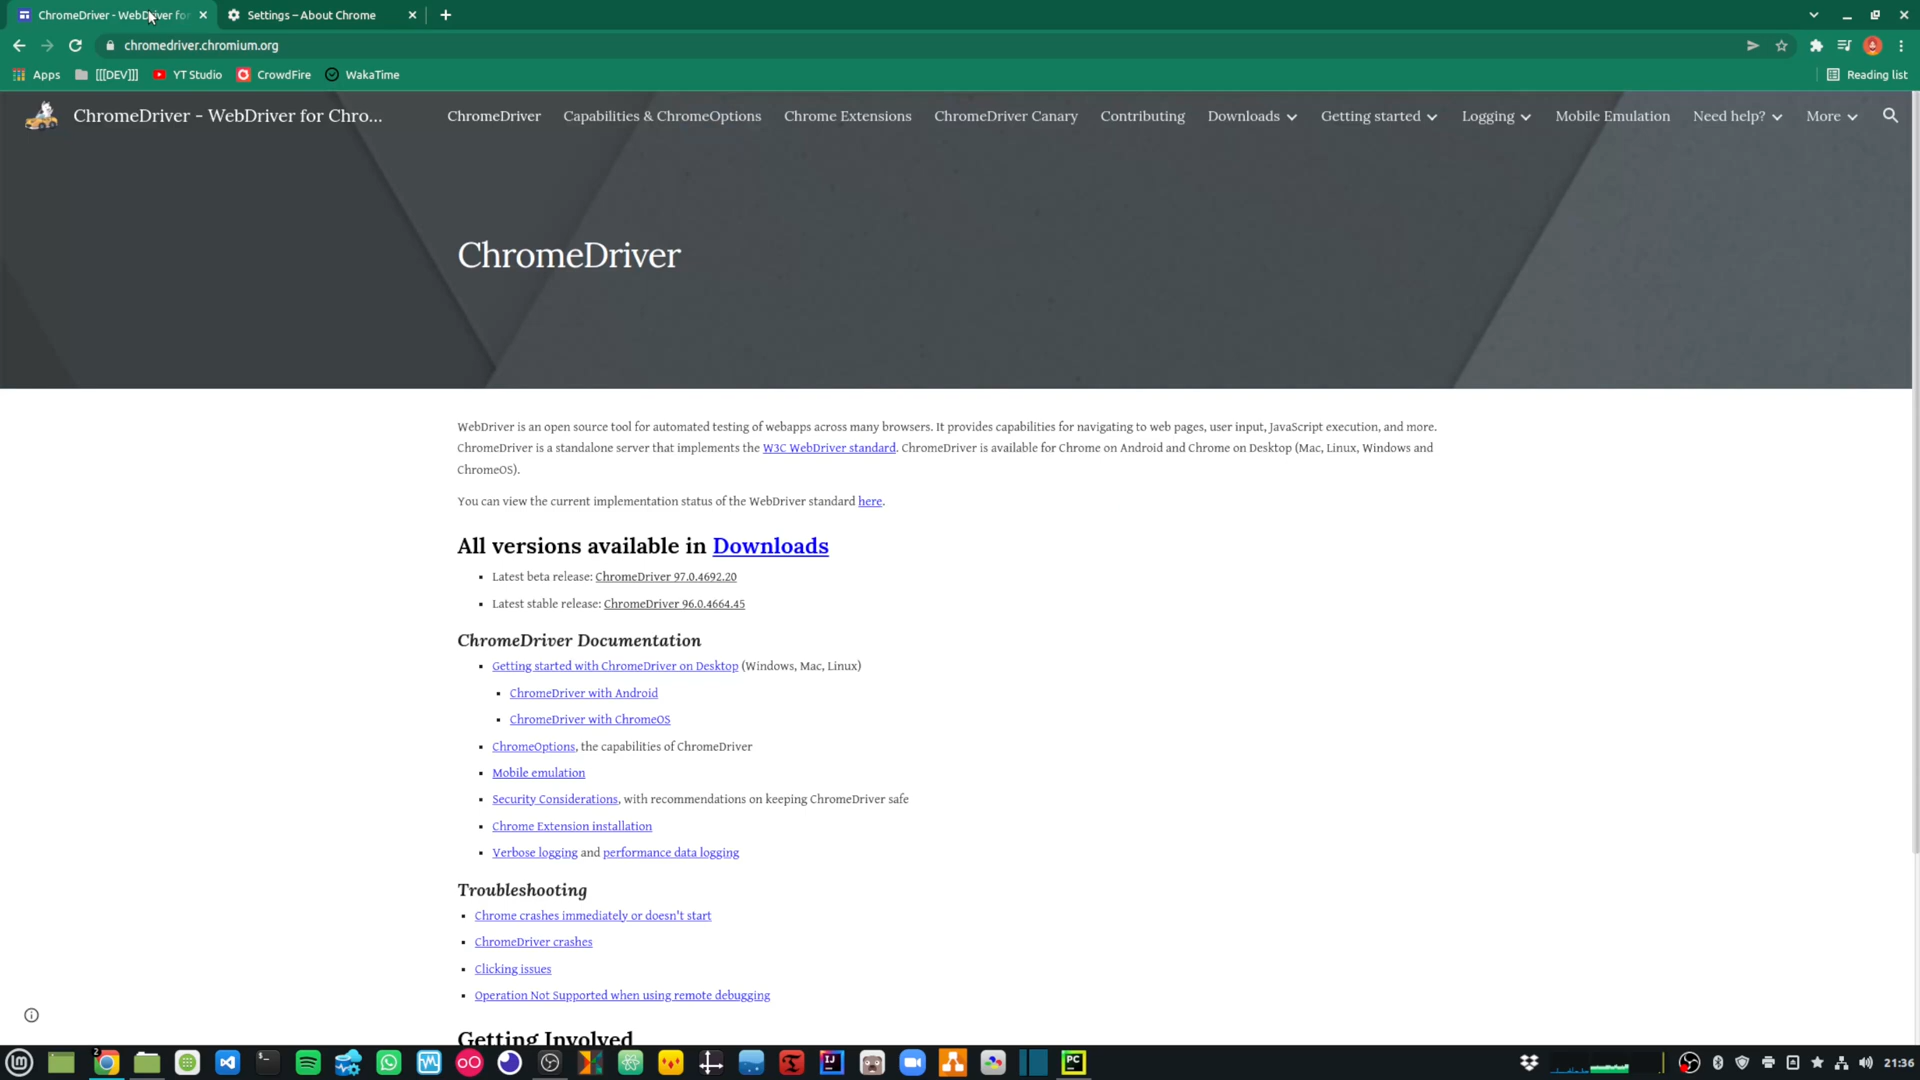 ChromeDriver - WebDriver for
Settings – About Chrome
chromedriver.chromium.org
Apps
[[[DEV]]]
YT Studio
CrowdFire
WakaTime
Reading list
ChromeDriver - WebDriver for Chro...
ChromeDriver
Capabilities & ChromeOptions
Chrome Extensions
ChromeDriver Canary
Contributing
Downloads
Getting started
Logging
Mobile Emulation
Need help?
More
ChromeDriver
WebDriver is an open source tool for automated testing of webapps across many browsers. It provides capabilities for navigating to web pages, user input, JavaScript execution, and more.
ChromeDriver is a standalone server that implements the W3C WebDriver standard. ChromeDriver is available for Chrome on Android and Chrome on Desktop (Mac, Linux, Windows and
ChromeOS).
You can view the current implementation status of the WebDriver standard here.
All versions available in Downloads
Latest beta release: ChromeDriver 97.0.4692.20
Latest stable release: ChromeDriver 96.0.4664.45
ChromeDriver Documentation
Getting started with ChromeDriver on Desktop (Windows, Mac, Linux)
ChromeDriver with Android
ChromeDriver with ChromeOS
ChromeOptions, the capabilities of ChromeDriver
Mobile emulation
Security Considerations, with recommendations on keeping ChromeDriver safe
Chrome Extension installation
Verbose logging and performance data logging
Troubleshooting
Chrome crashes immediately or doesn't start
ChromeDriver crashes
Clicking issues
Operation Not Supported when using remote debugging
Getting Involved
2
IJ
PC
21:36